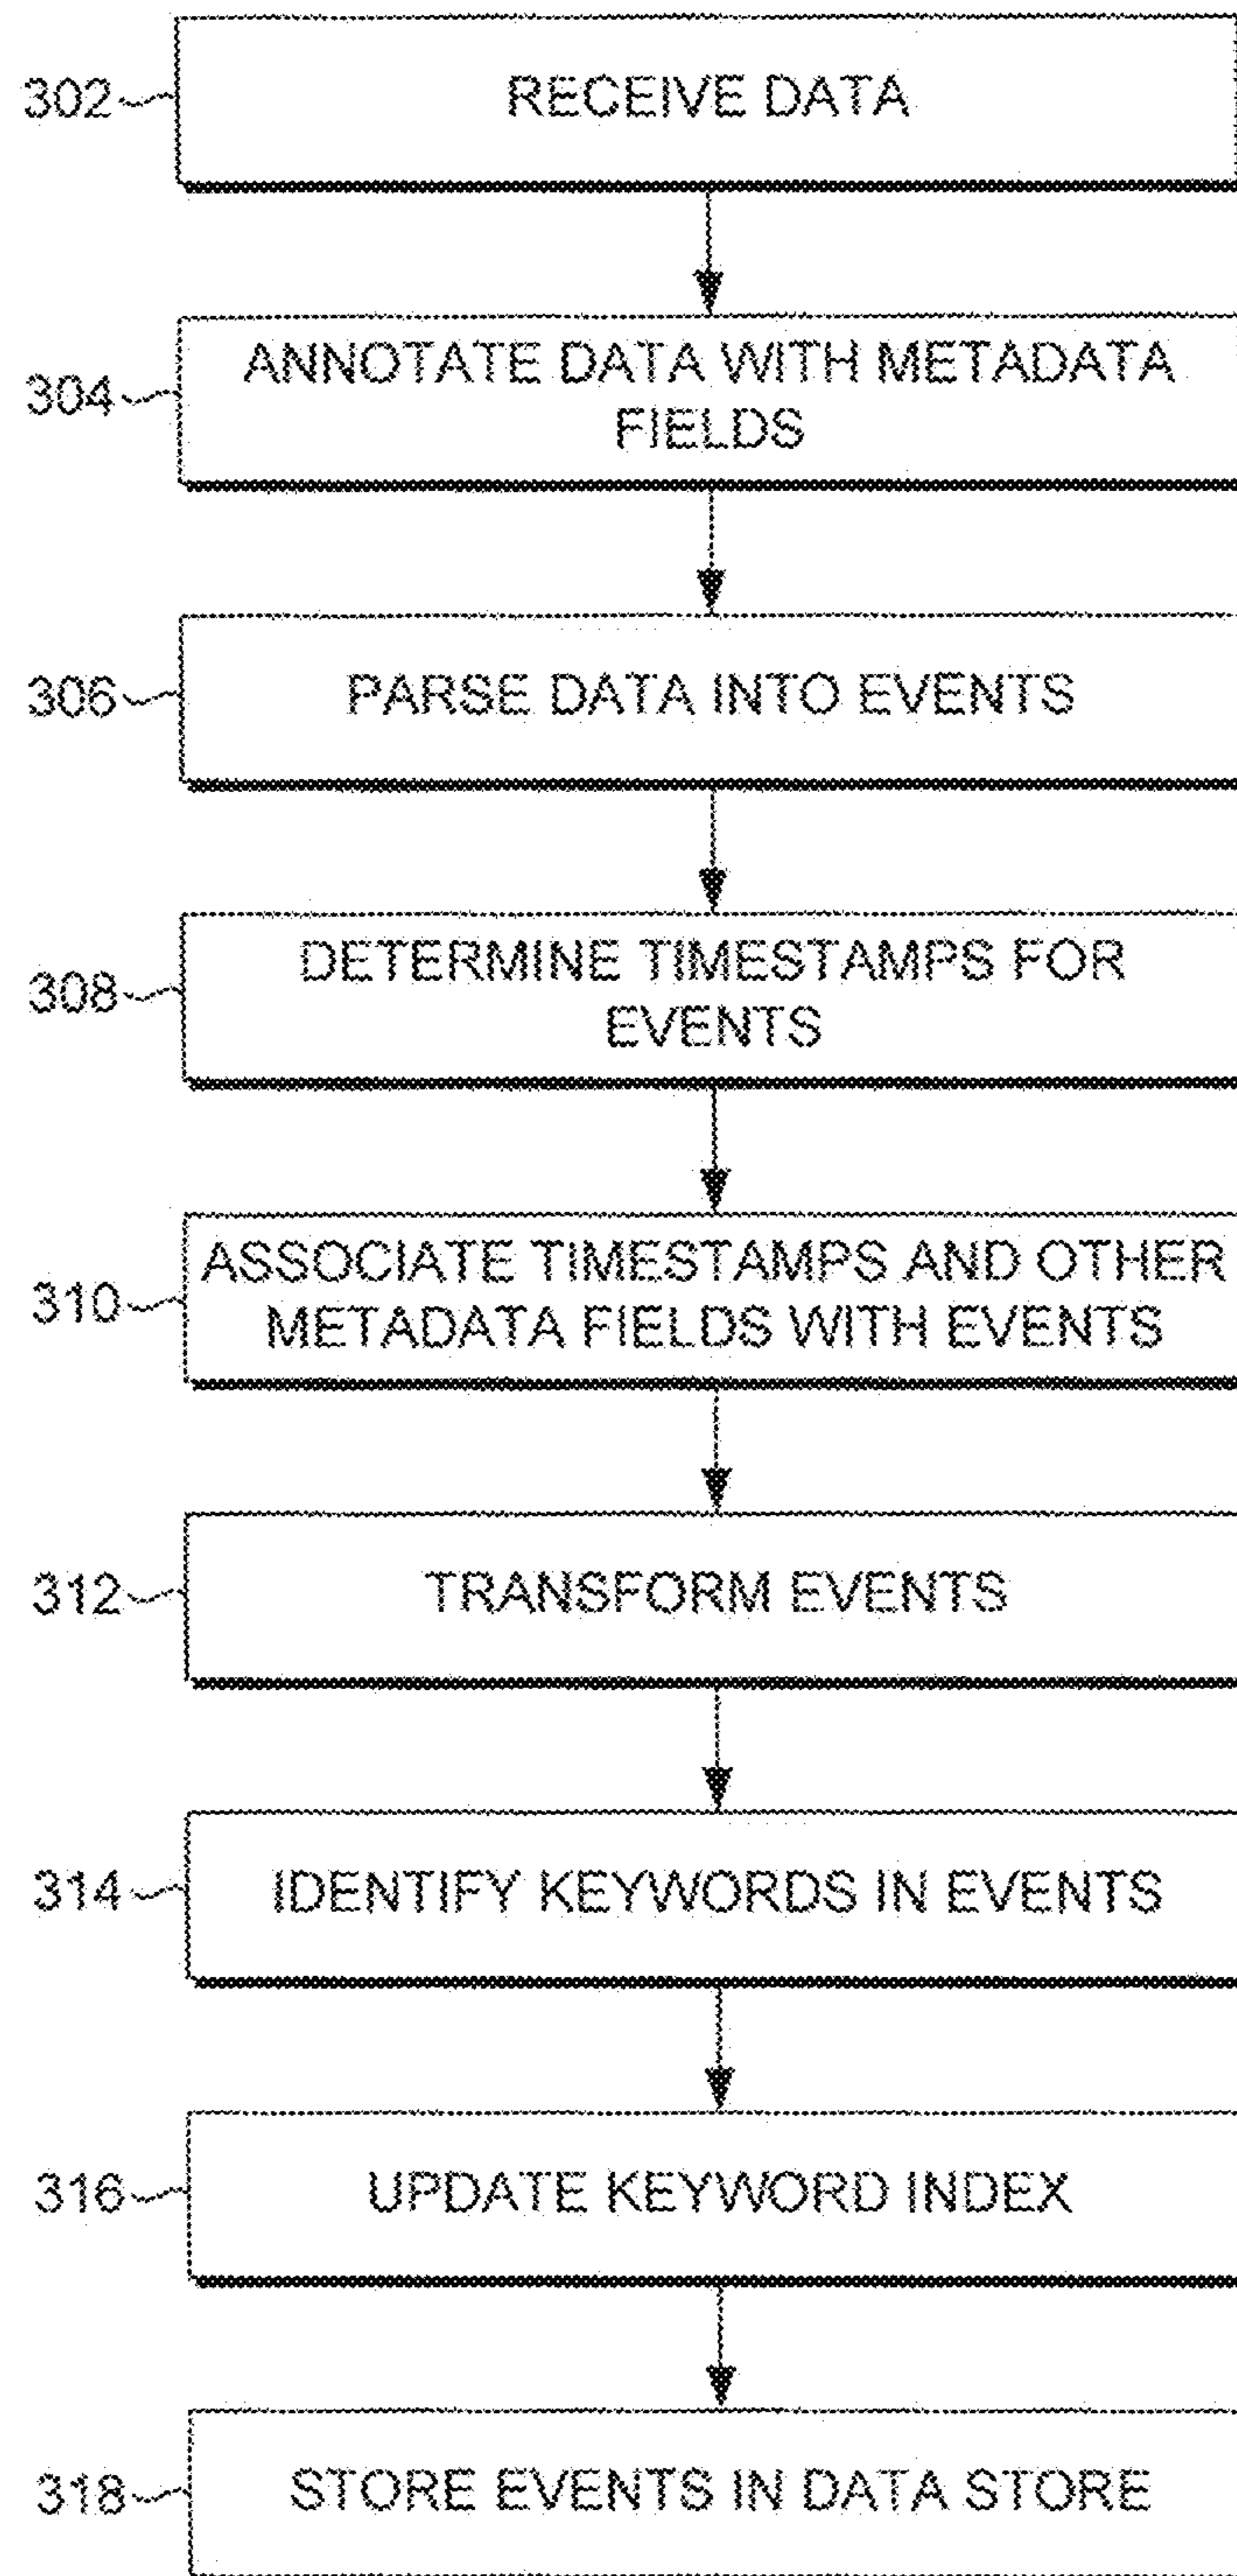 302
RECEIVE DATA
304
ANNOTATE DATA WITH METADATA
FIELDS
306
PARSE DATA INTO EVENTS
308
DETERMINE TIMESTAMPS FOR
EVENTS
310
ASSOCIATE TIMESTAMPS AND OTHER
METADATA FIELDS WITH EVENTS
312
TRANSFORM EVENTS
314
IDENTIFY KEYWORDS IN EVENTS
316
UPDATE KEYWORD INDEX
318
STORE EVENTS IN DATA STORE